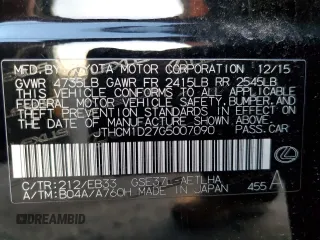 MFD. BY TOYOTA MOTOR CORPORATION 12/15
GVWR 4735LB GAWR FR 2415LB RR 2545LB
THIS VEHICLE CONFORMS TO ALL APPLICABLE
FEDERAL MOTOR VEHICLE SAFETY, BUMPER, AND
THEFT PREVENTION STANDARDS IN EFFECT ON
THE DATE OF MANUFACTURE SHOWN ABOVE.
JTHCM1D27G5007090
C/TR:212/EB33 GSE37L-AETLHA
A/TM:B04A/A760H MADE IN JAPAN 455 A
DREAMBID